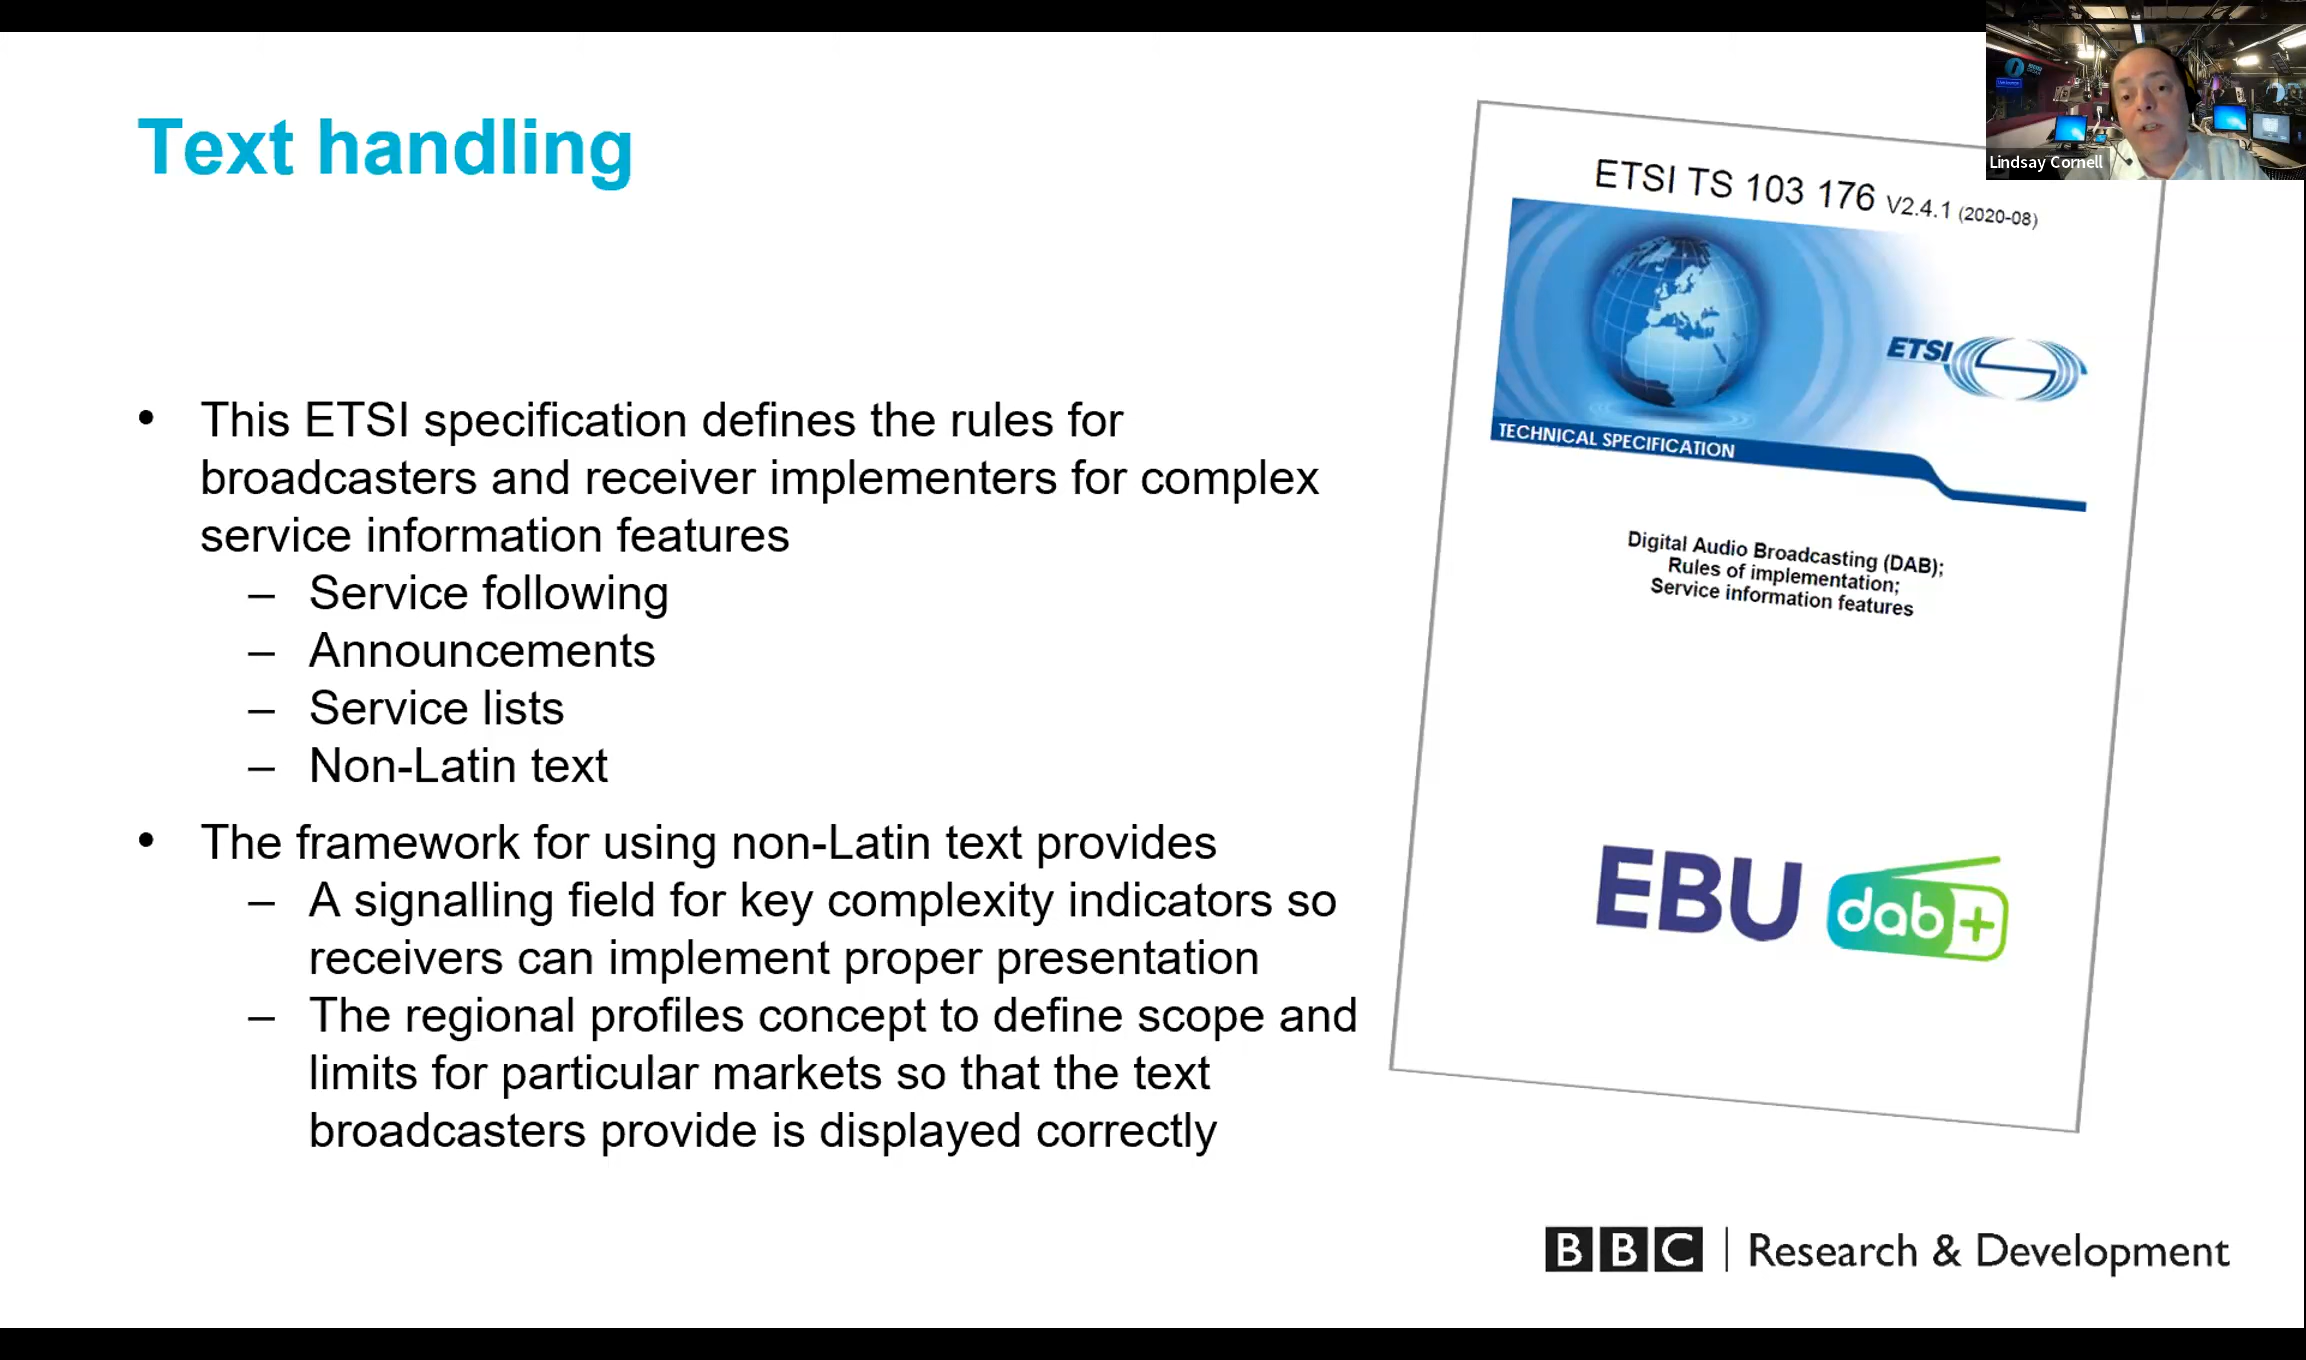 Text handling
• This ETSI specification defines the rules for
broadcasters and receiver implementers for complex
service information features
– Service following
– Announcements
– Service lists
– Non-Latin text
• The framework for using non-Latin text provides
– A signalling field for key complexity indicators so
receivers can implement proper presentation
– The regional profiles concept to define scope and
limits for particular markets so that the text
broadcasters provide is displayed correctly
Lindsay Cornell
ETSI TS 103 176 V2.4.1 (2020-08)
ETSI
TECHNICAL SPECIFICATION
Digital Audio Broadcasting (DAB);
Rules of implementation;
Service information features
EBU dab+
BBC | Research & Development